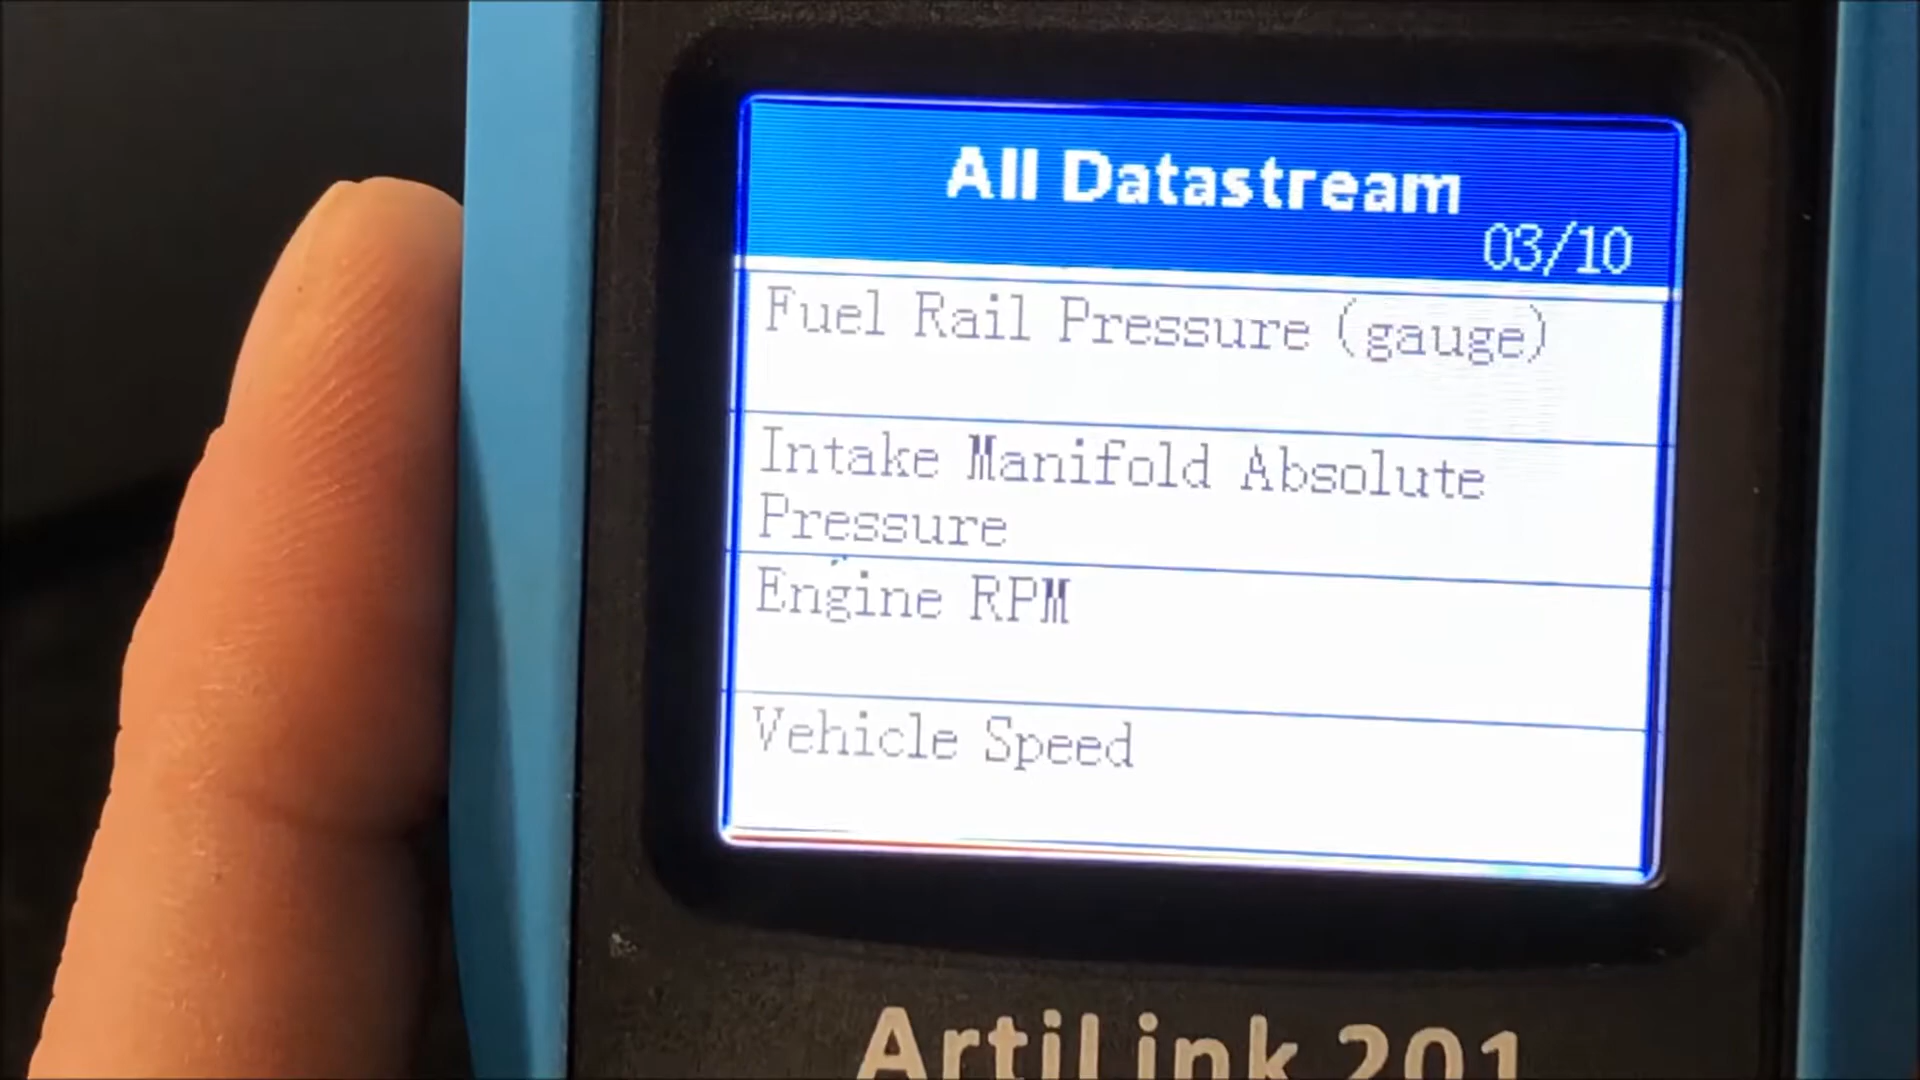 All Datastream
03/10
Fuel Rail Pressure (gauge)
Intake Manifold Absolute
Pressure
Engine RPM
Vehicle Speed
ArtiLink 201